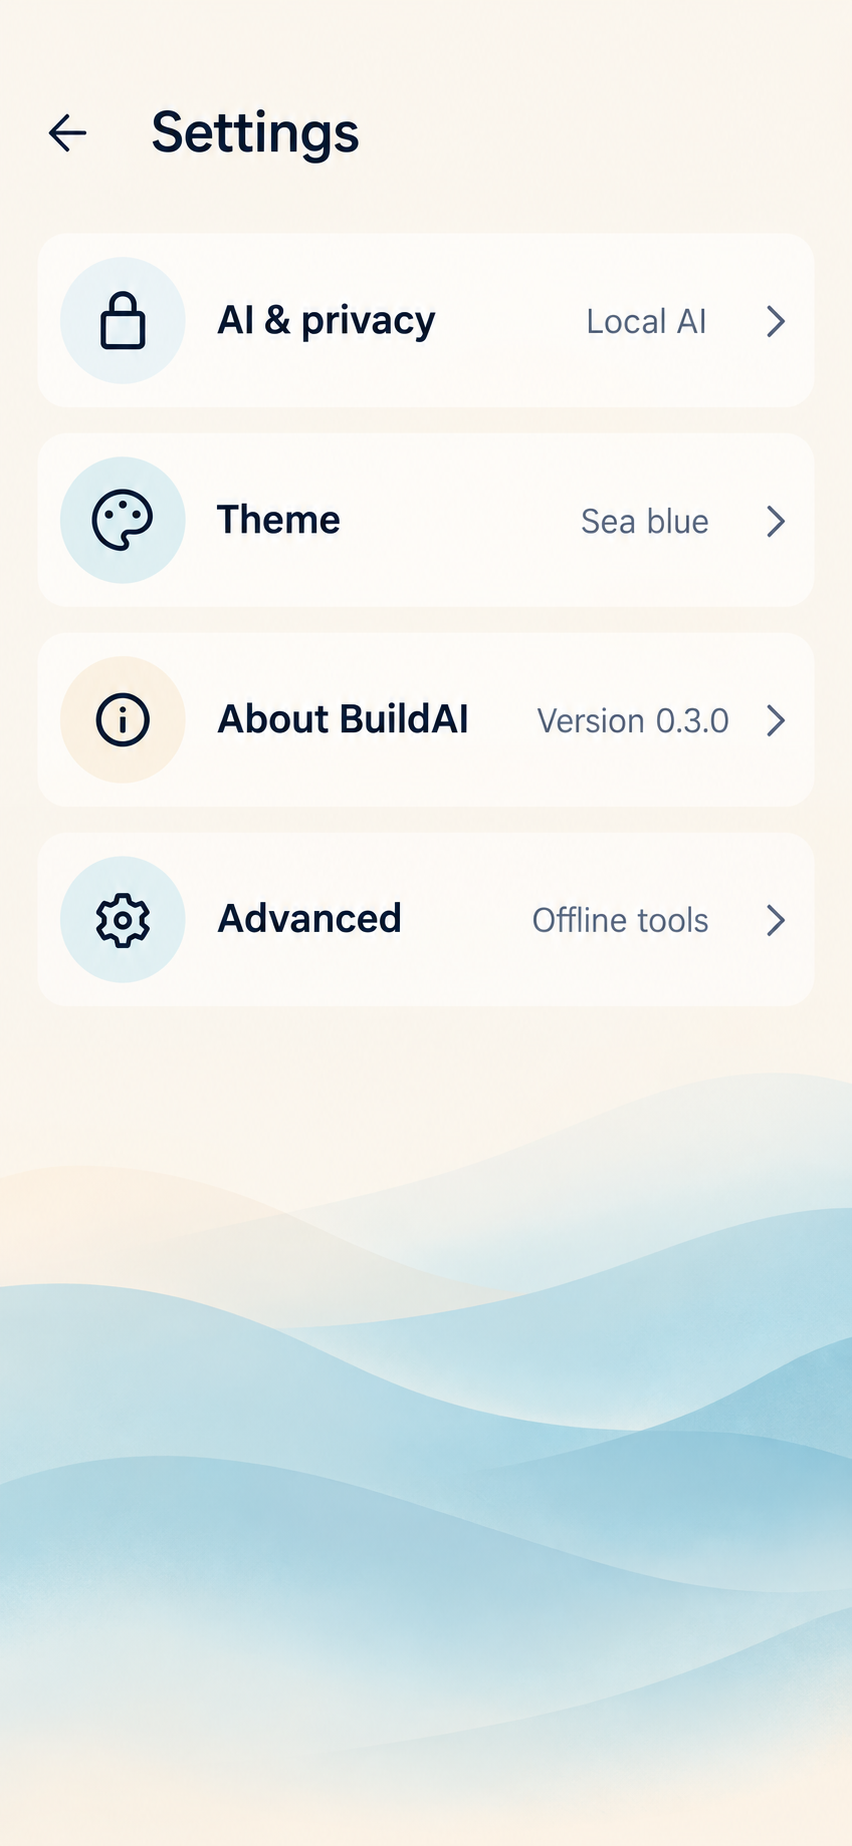 Settings
AI & privacy Local AI
Theme Sea blue
About BuildAI Version 0.3.0
Advanced Offline tools